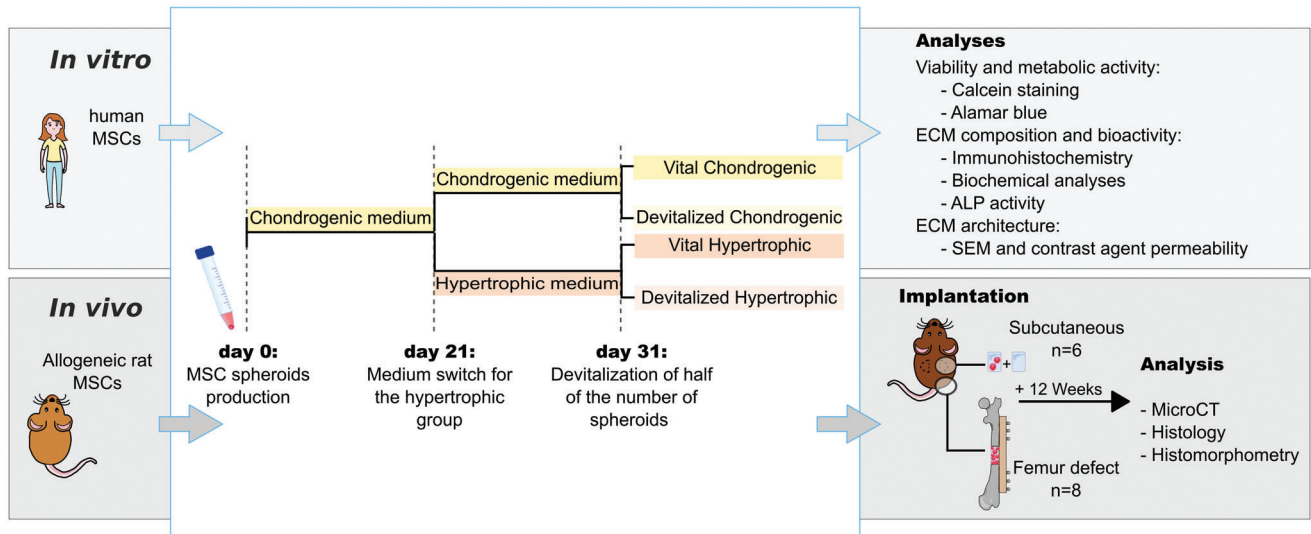 In vitro
human
MSCs
In vivo
Allogeneic rat
MSCs
Chondrogenic medium
Chondrogenic medium
Hypertrophic medium
Vital Chondrogenic
Devitalized Chondrogenic
Vital Hypertrophic
Devitalized Hypertrophic
day 0:
MSC spheroids
production
day 21:
Medium switch for
the hypertrophic
group
day 31:
Devitalization of half
of the number of
spheroids
Analyses
Viability and metabolic activity:
- Calcein staining
- Alamar blue
ECM composition and bioactivity:
- Immunohistochemistry
- Biochemical analyses
- ALP activity
ECM architecture:
- SEM and contrast agent permeability
Implantation
Subcutaneous
n=6
+
+ 12 Weeks
Femur defect
n=8
Analysis
- MicroCT
- Histology
- Histomorphometry